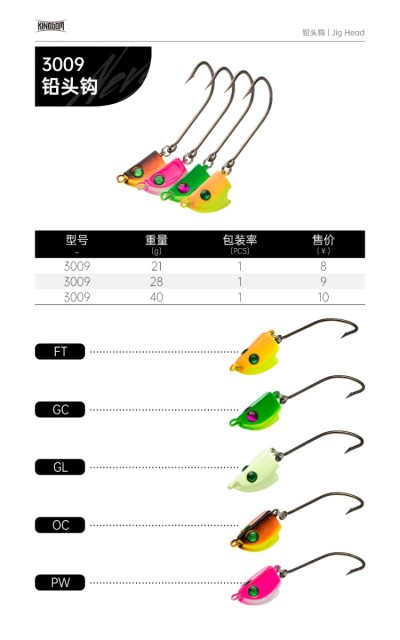 KINGDOM
铅头钩 | Jig Head
3009
铅头钩
型号 重量 包装率 售价
- (g) (PCS) (¥)
3009 21 1 8
3009 28 1 9
3009 40 1 10
FT
GC
GL
OC
PW